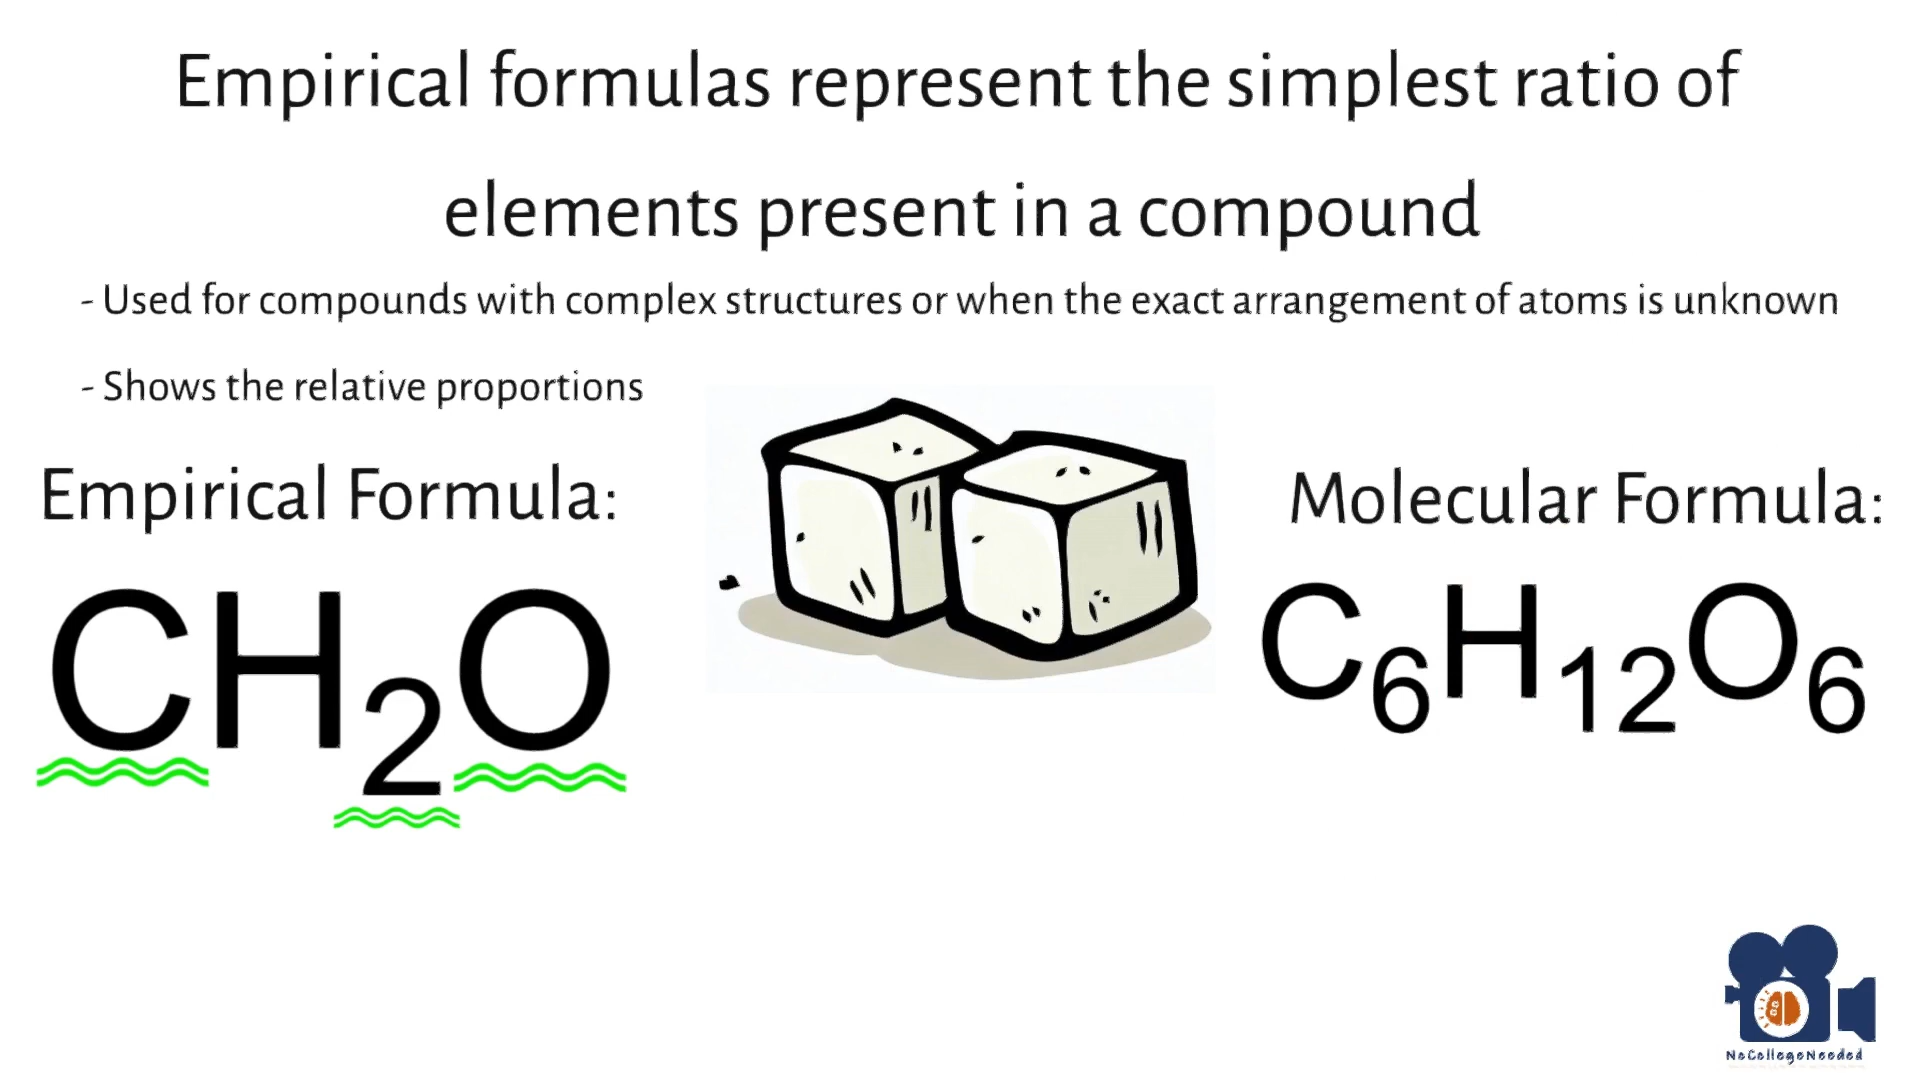 Empirical formulas represent the simplest ratio of
elements present in a compound
- Used for compounds with complex structures or when the exact arrangement of atoms is unknown
- Shows the relative proportions
Empirical Formula:
Molecular Formula:
CH₂O
C₆H₁₂O₆
NoCollegeNeeded